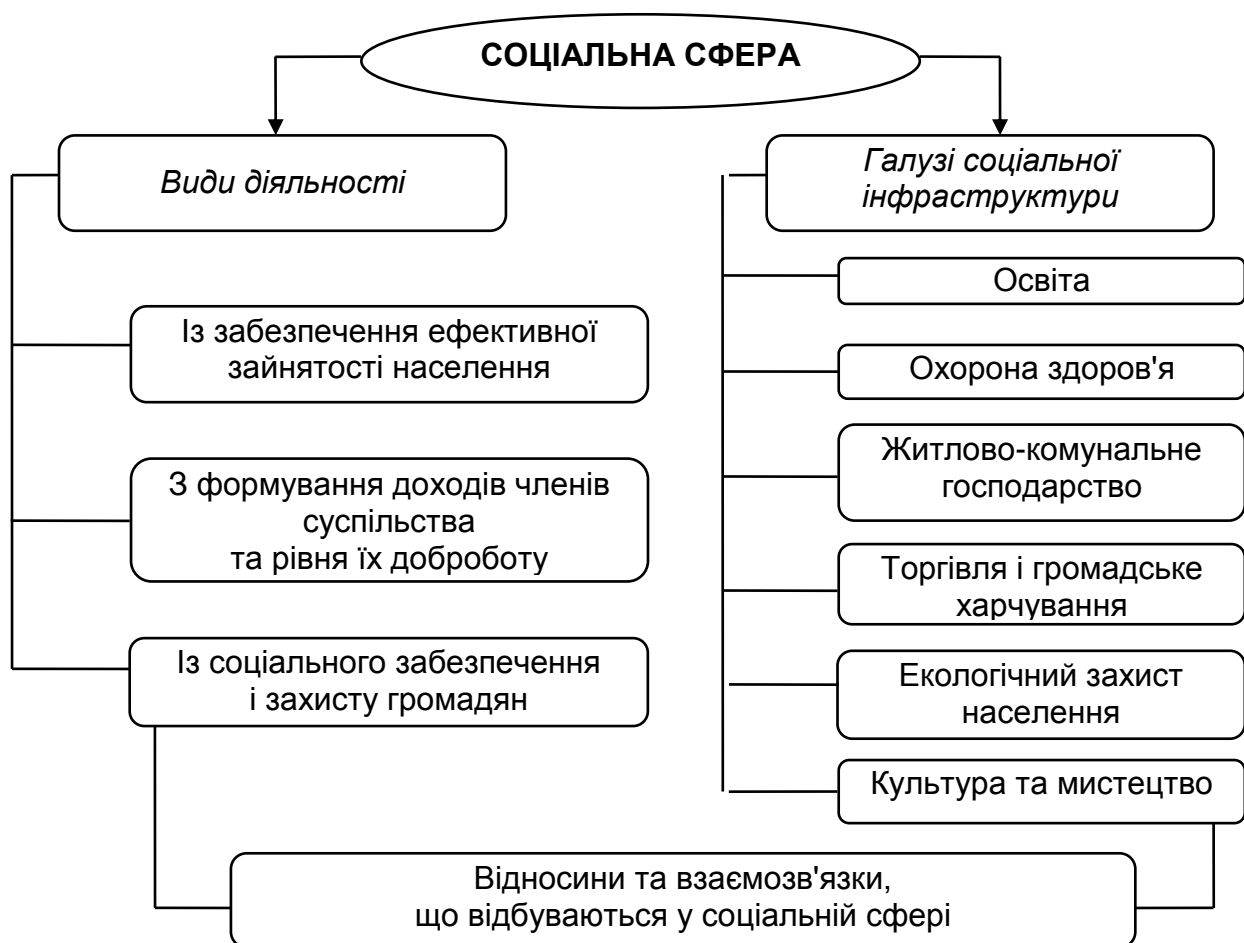 СОЦІАЛЬНА СФЕРА
Види діяльності
Із забезпечення ефективної
зайнятості населення
З формування доходів членів
суспільства
та рівня їх доброботу
Із соціального забезпечення
і захисту громадян
Галузі соціальної
інфраструктури
Освіта
Охорона здоров'я
Житлово-комунальне
господарство
Торгівля і громадське
харчування
Екологічний захист
населення
Культура та мистецтво
Відносини та взаємозв'язки,
що відбуваються у соціальній сфері